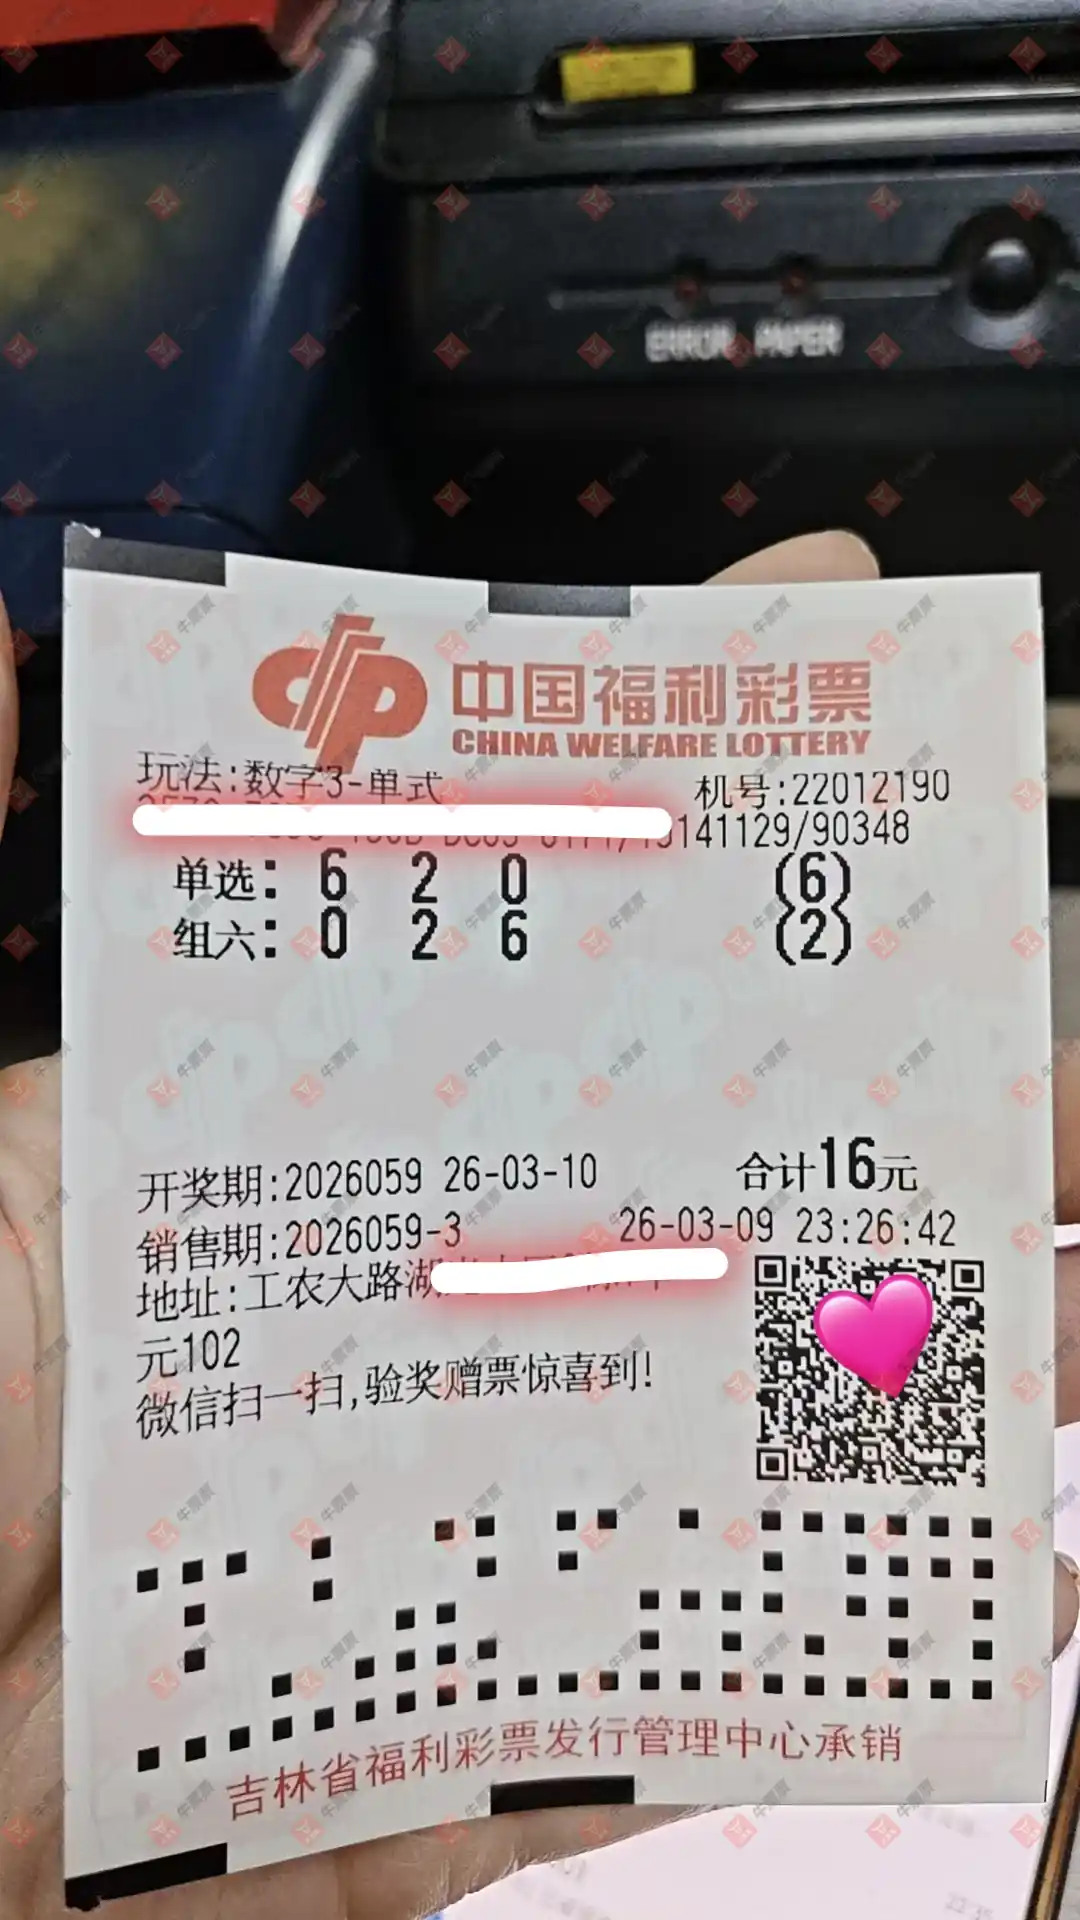 ERROR PAPER
中国福利彩票
CHINA WELFARE LOTTERY
玩法:数字3-单式
机号:22012190
141129/90348
单选: 6 2 0 (6)
组六: 0 2 6 (2)
开奖期:2026059 26-03-10 合计16元
销售期:2026059-3 26-03-09 23:26:42
地址:工农大路湖
元102
微信扫一扫,验奖赠票惊喜到!
吉林省福利彩票发行管理中心承销